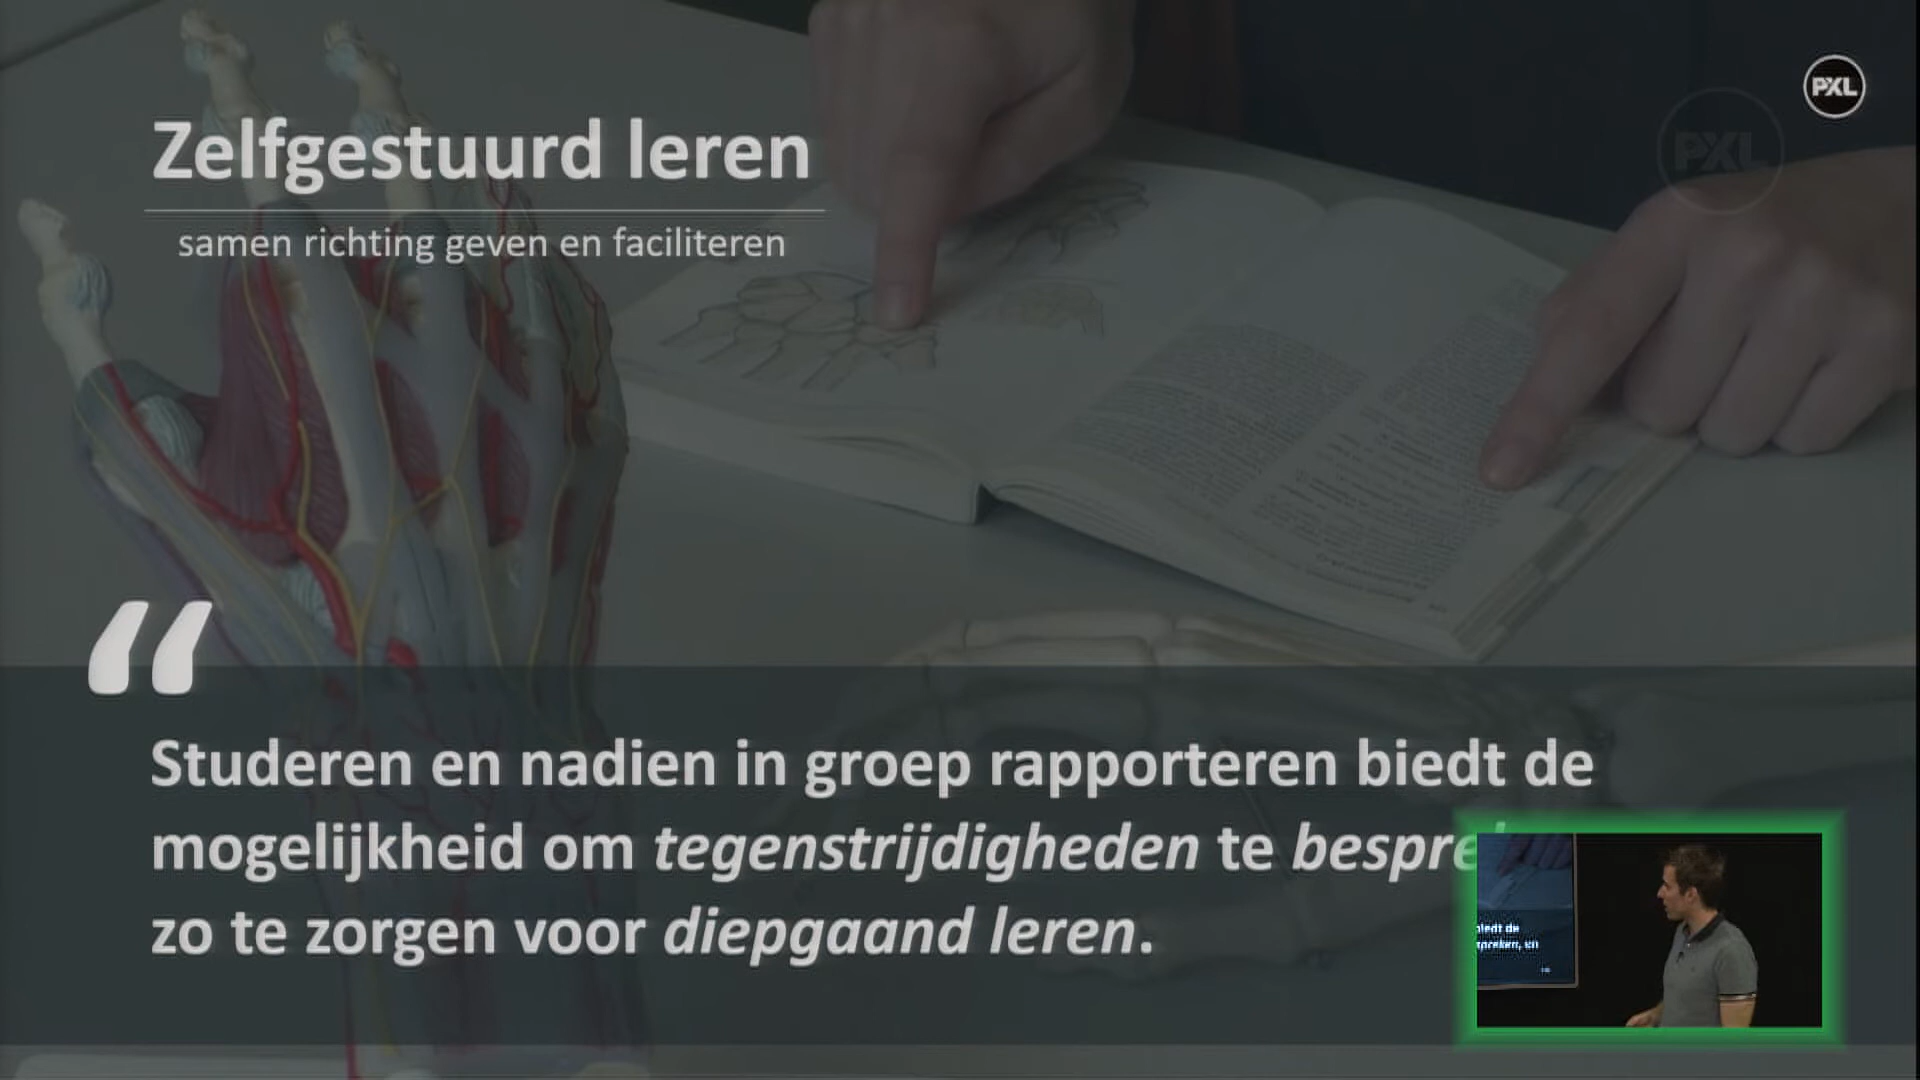 PXL
PXL
Zelfgestuurd leren
samen richting geven en faciliteren
“
Studeren en nadien in groep rapporteren biedt de
mogelijkheid om tegenstrijdigheden te
zo te zorgen voor diepgaand leren.